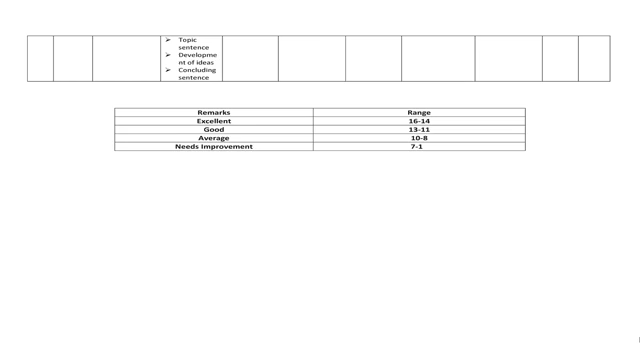 ➢ Topic
sentence
➢ Developme
nt of ideas
➢ Concluding
sentence
Remarks Range
Excellent 16-14
Good 13-11
Average 10-8
Needs Improvement 7-1